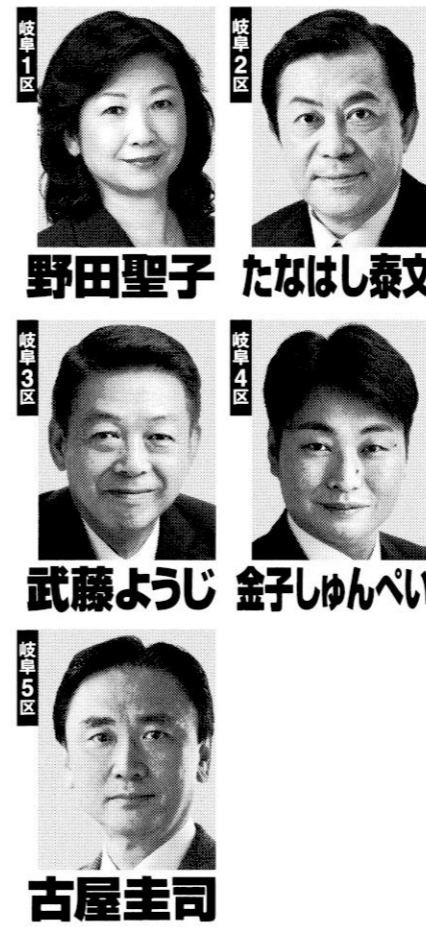 岐阜1区
野田聖子
岐阜2区
たなはし泰文
岐阜3区
武藤ようじ
岐阜4区
金子しゅんぺい
岐阜5区
古屋圭司